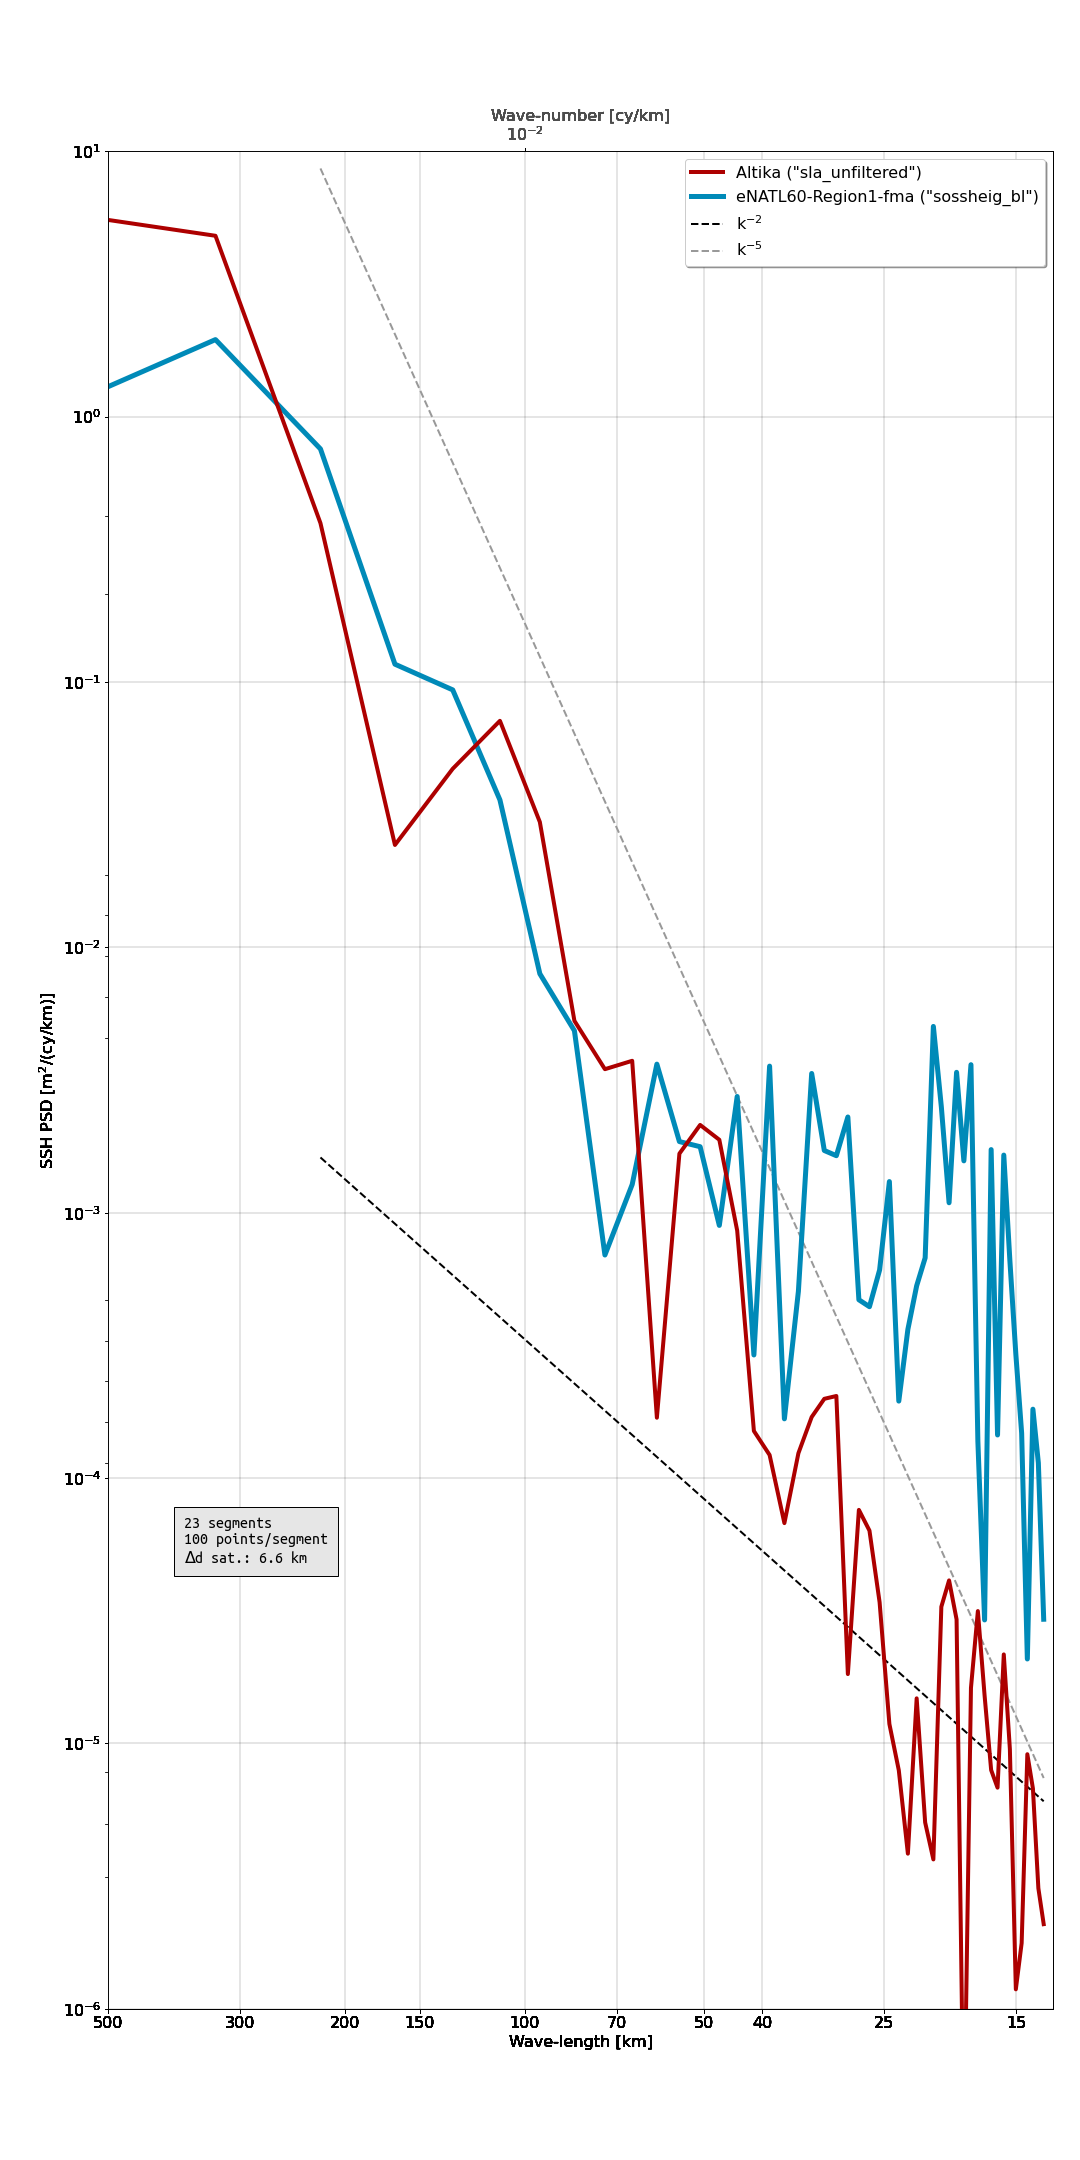 Wave-number [cy/km]
10⁻²
10¹
Altika ("sla_unfiltered")
eNATL60-Region1-fma ("sossheig_bl")
k⁻²
k⁻⁵
10⁰
10⁻¹
10⁻²
SSH PSD [m²/(cy/km)]
10⁻³
10⁻⁴
23 segments
100 points/segment
Δd sat.: 6.6 km
10⁻⁵
10⁻⁶
500 300 200 150 100 70 50 40 25 15
Wave-length [km]